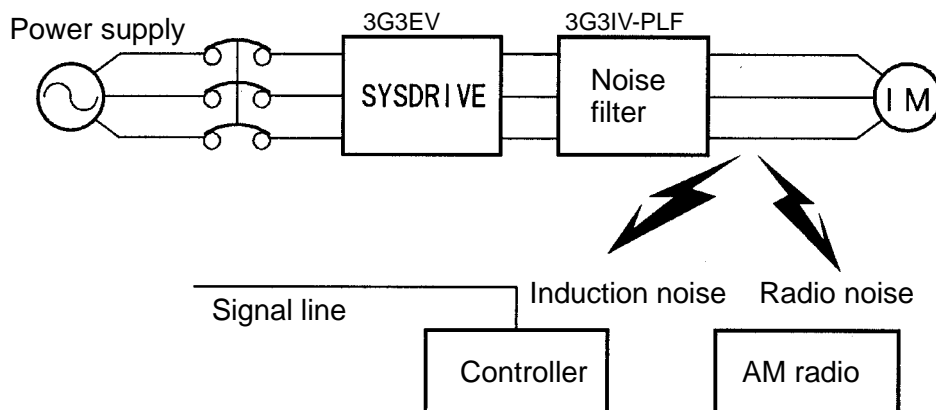 3G3EV
3G3IV-PLF
Power supply
SYSDRIVE
Noise
filter
IM
Induction noise
Radio noise
Signal line
Controller
AM radio